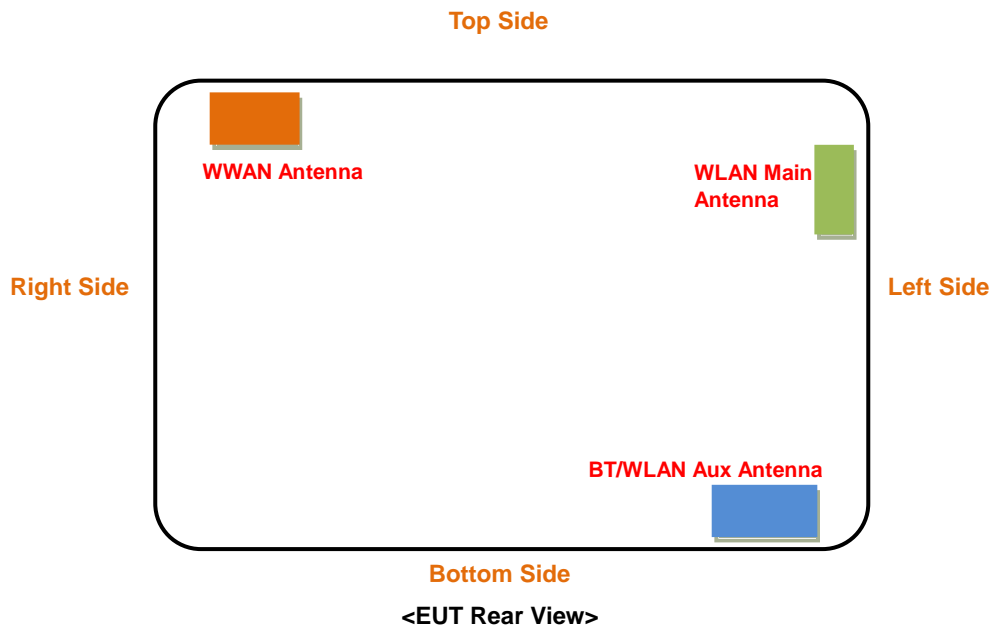 Top Side
WWAN Antenna
WLAN Main
Antenna
Right Side
Left Side
BT/WLAN Aux Antenna
Bottom Side
<EUT Rear View>